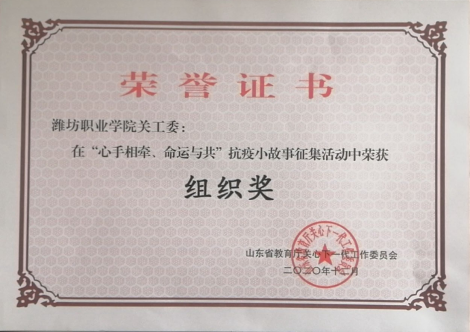 荣誉证书
潍坊职业学院关工委：
在“心手相牵、命运与共”抗疫小故事征集活动中荣获
组织奖
山东省教育厅关心下一代工作委员会
二〇二〇年十二月